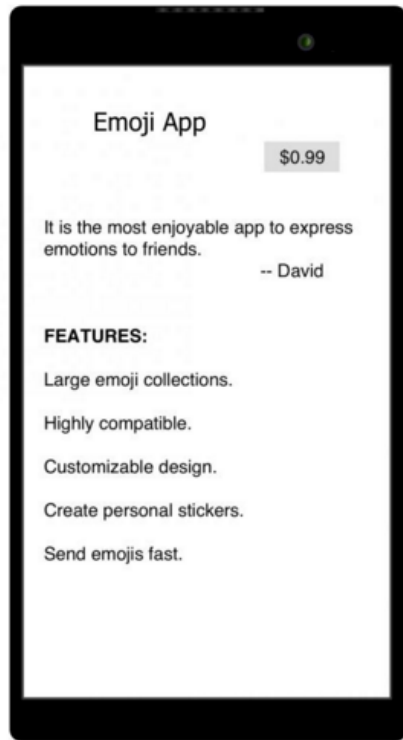 Emoji App
$0.99
It is the most enjoyable app to express
emotions to friends.
-- David
FEATURES:
Large emoji collections.
Highly compatible.
Customizable design.
Create personal stickers.
Send emojis fast.